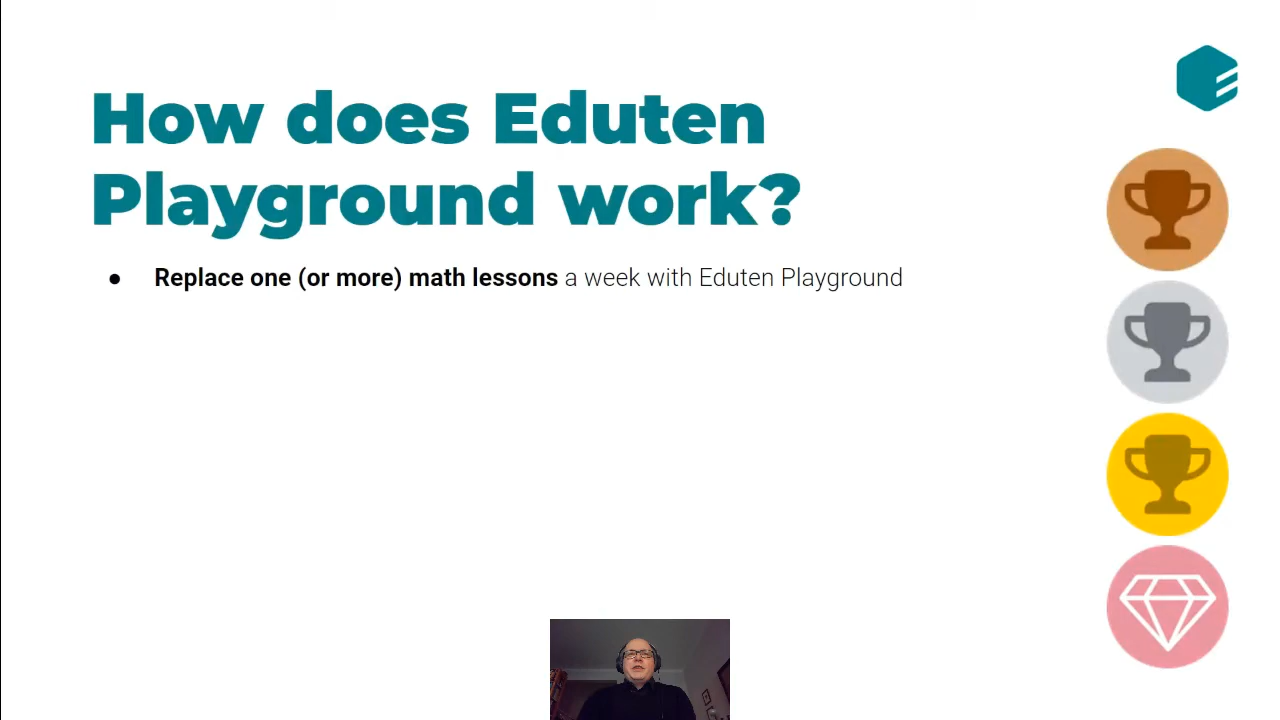 How does Eduten
Playground work?
● Replace one (or more) math lessons a week with Eduten Playground